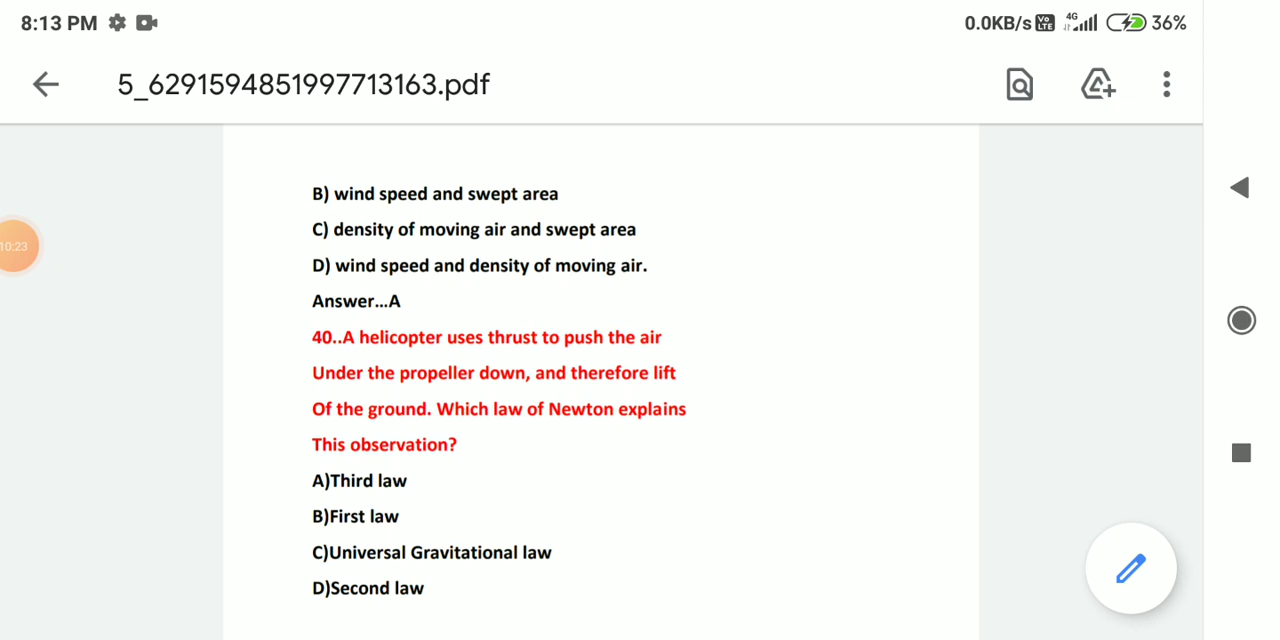 8:13 PM 0.0KB/s Vo LTE 4G 36%
5_6291594851997713163.pdf
B) wind speed and swept area
C) density of moving air and swept area
10:23
D) wind speed and density of moving air.
Answer...A
40..A helicopter uses thrust to push the air
Under the propeller down, and therefore lift
Of the ground. Which law of Newton explains
This observation?
A)Third law
B)First law
C)Universal Gravitational law
D)Second law